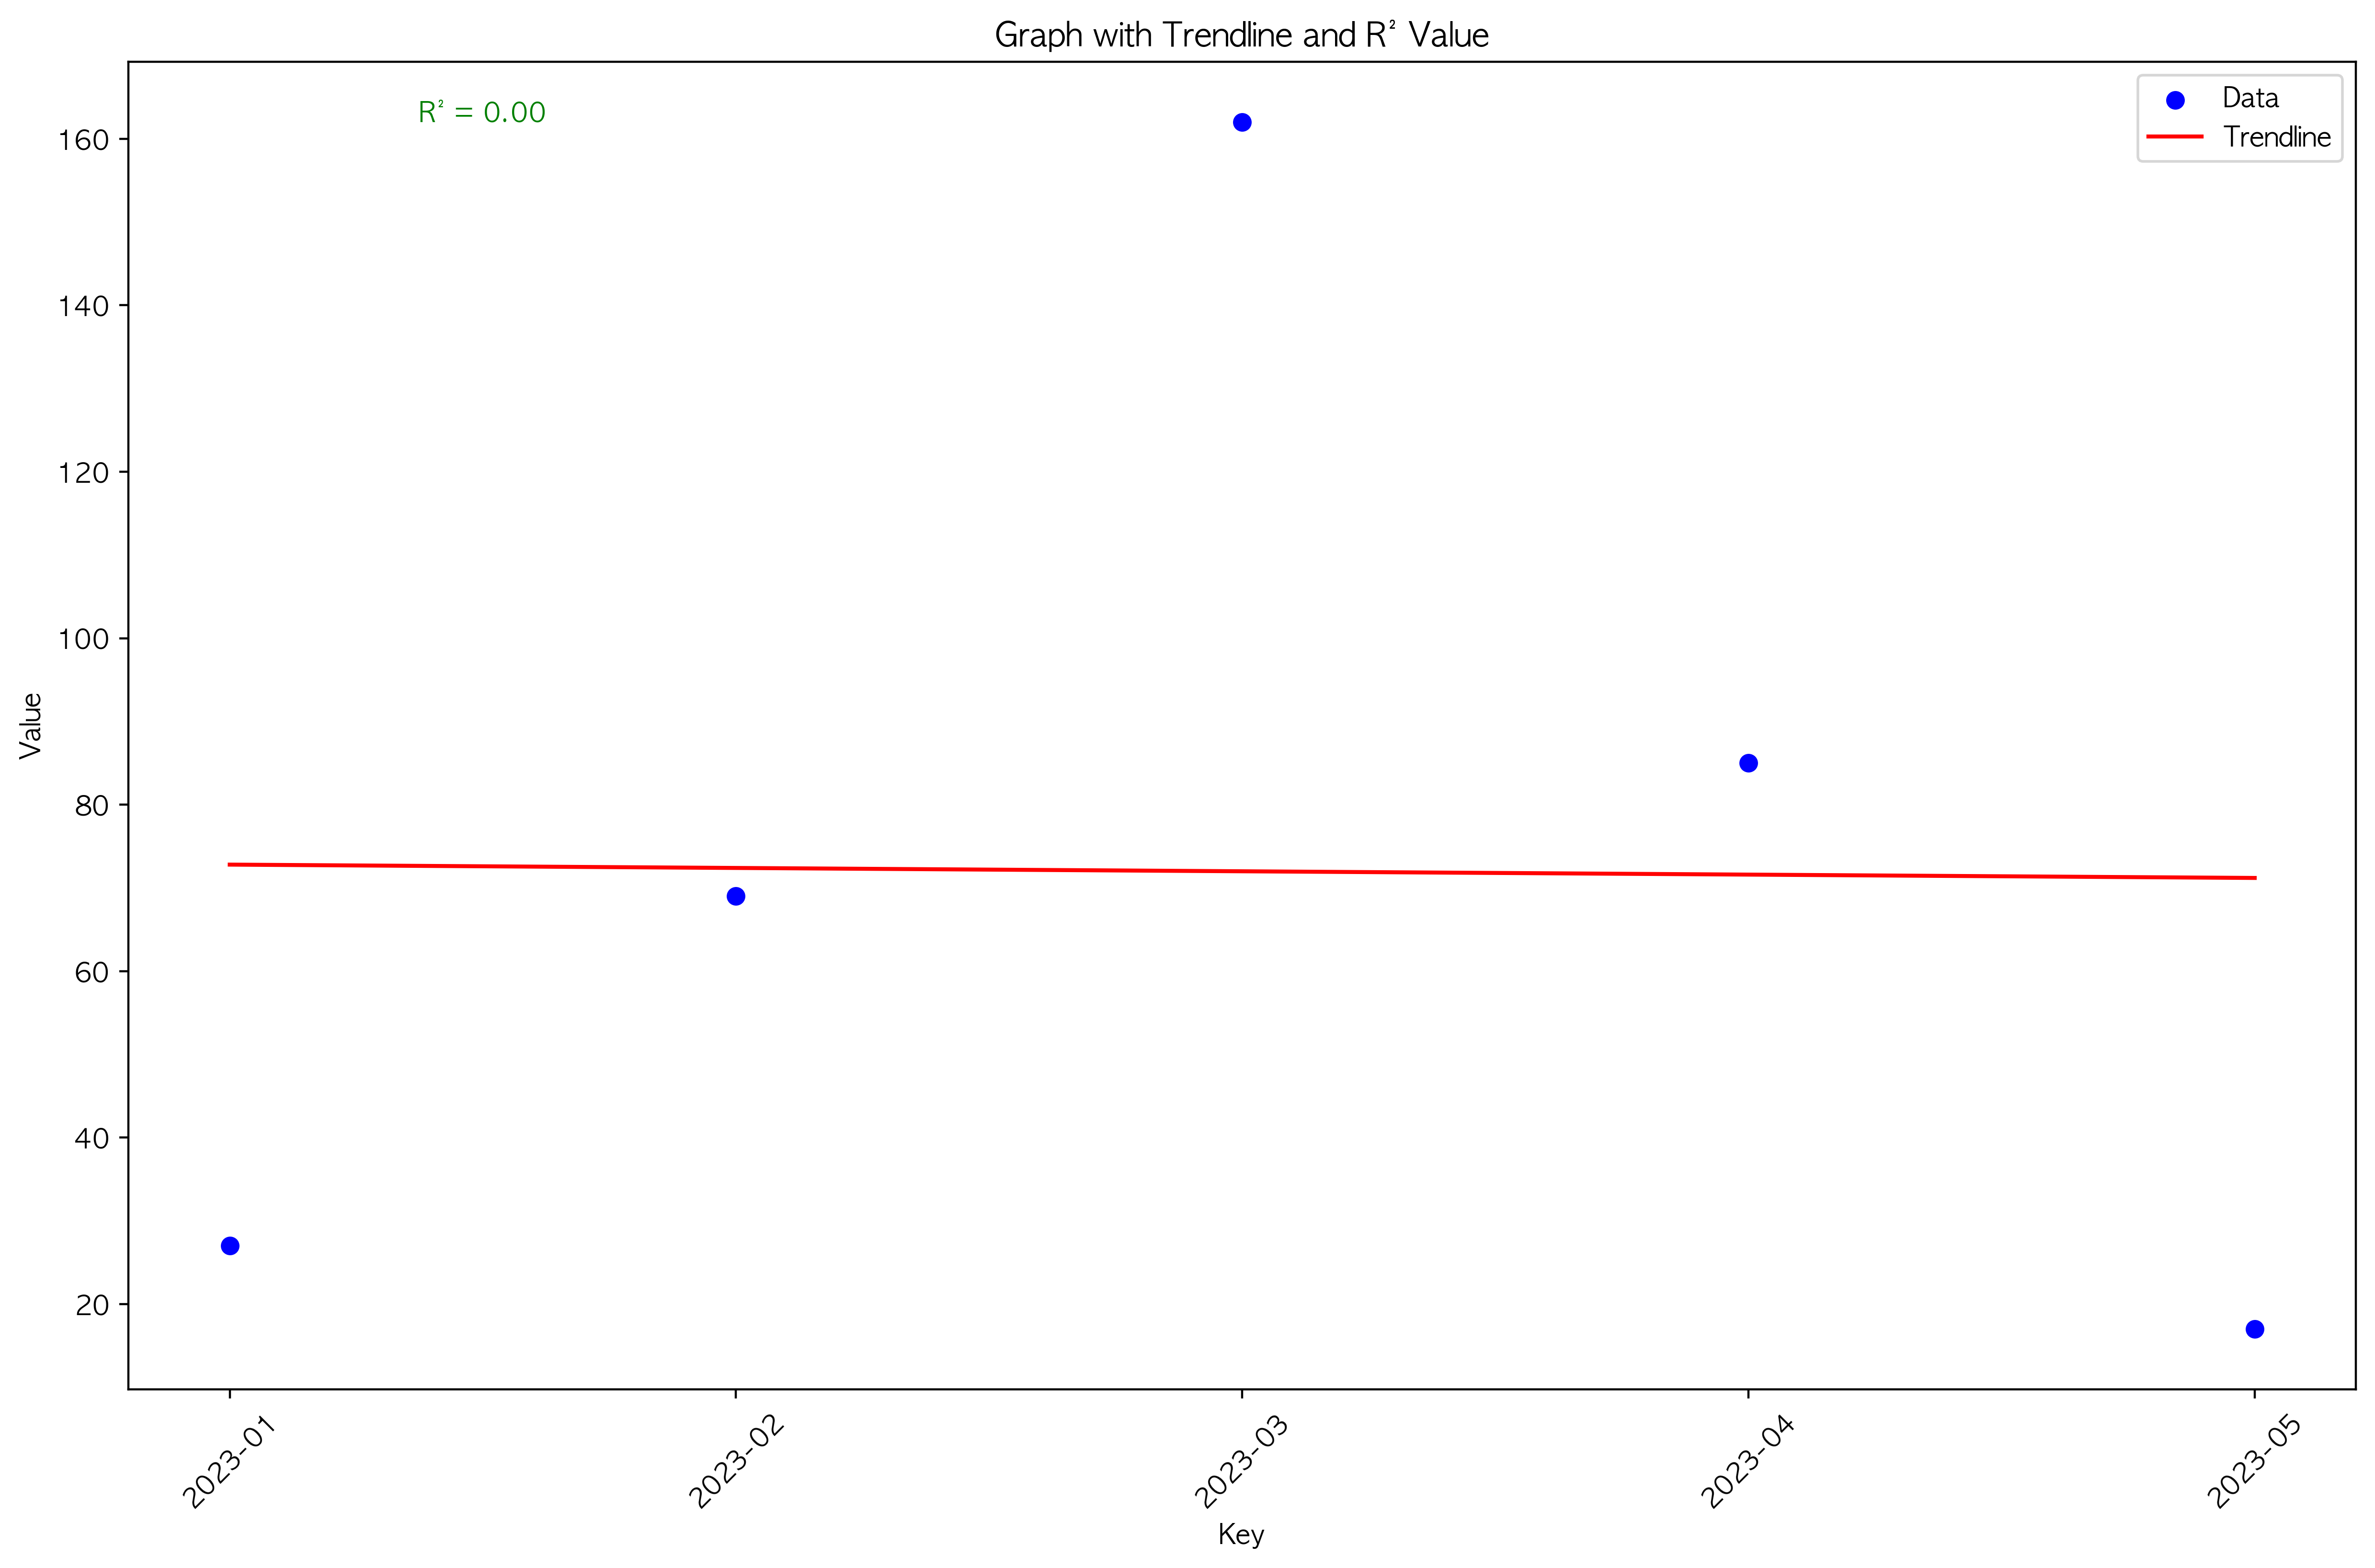 Graph with Trendline and R² Value
R² = 0.00
Data
Trendline
160
140
120
100
80
60
40
20
Value
2023-01
2023-02
2023-03
2023-04
2023-05
Key